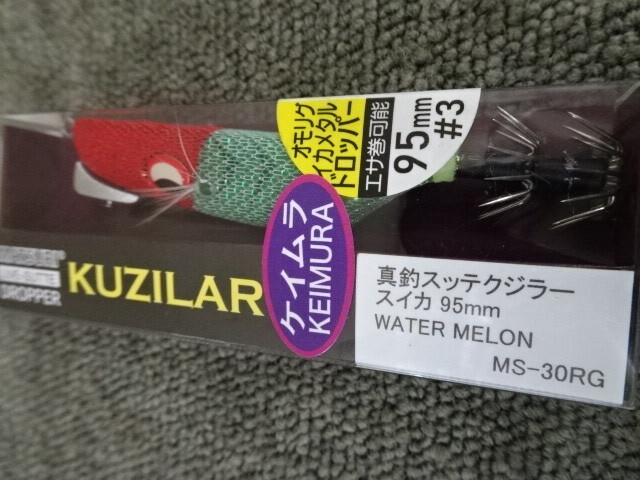 オモリグ
イカメタル
ドロッパー
エサ巻可能
95mm
#3
DROPPER
KUZILAR
ケイムラ
KEIMURA
真釣スッテクジラー
スイカ 95mm
WATER MELON
MS-30RG